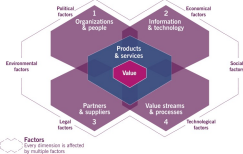 Political
factors
Economical
factors
1
Organizations
& people
2
Information
& technology
Products
& services
Environmental
factors
Value
Social
factors
Partners
& suppliers
3
Value streams
& processes
4
Legal
factors
Technological
factors
Factors
Every dimension is affected
by multiple factors